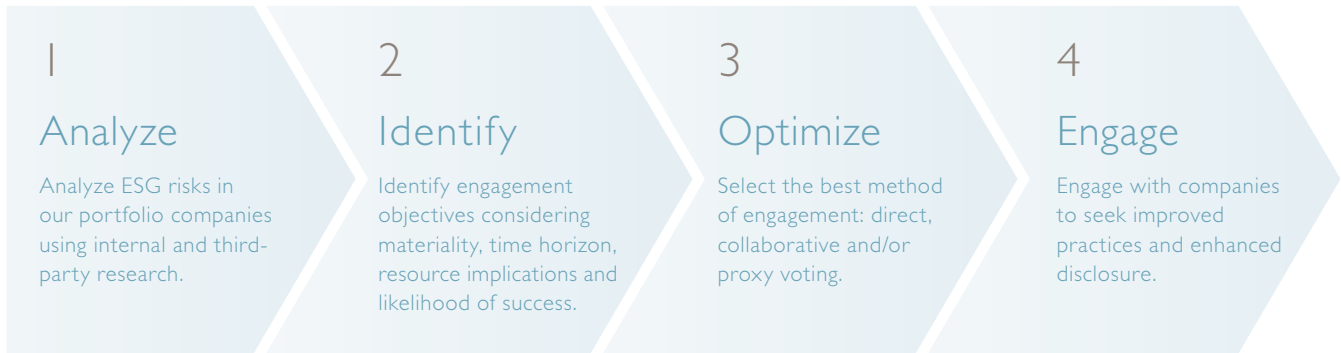 1
Analyze
Analyze ESG risks in
our portfolio companies
using internal and third-
party research.
2
Identify
Identify engagement
objectives considering
materiality, time horizon,
resource implications and
likelihood of success.
3
Optimize
Select the best method
of engagement: direct,
collaborative and/or
proxy voting.
4
Engage
Engage with companies
to seek improved
practices and enhanced
disclosure.